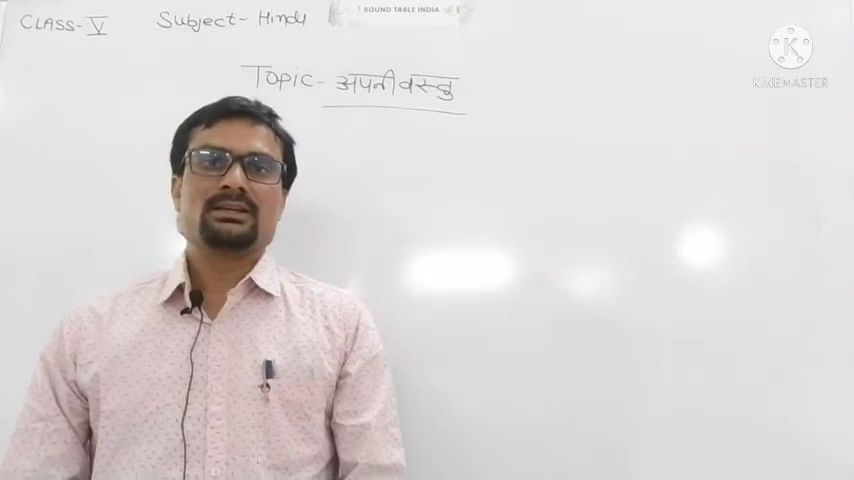 CLASS-V Subject-Hindi
ROUND TABLE INDIA
Topic- अपनी वस्तु
KINEMASTER